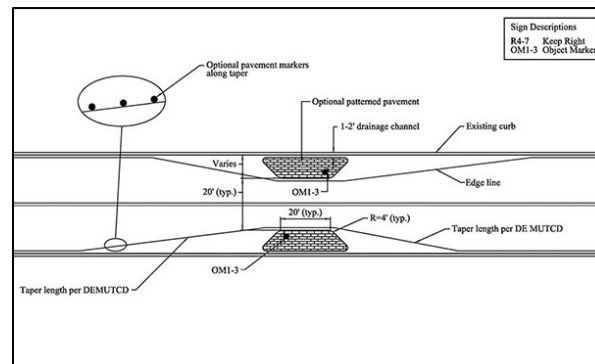 Sign Descriptions
R4-7 Keep Right
OM1-3 Object Marker
Optional pavement markers
along taper
Optional patterned pavement
1-2' drainage channel
Existing curb
Varies
OM1-3
Edge line
20' (typ.)
20' (typ.)
R=4' (typ.)
Taper length per DE MUTCD
OM1-3
Taper length per DEMUTCD